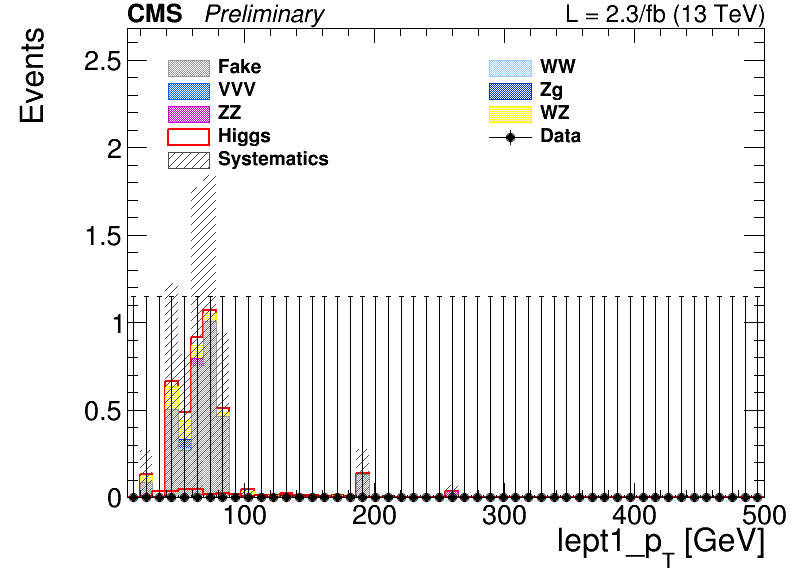 CMS Preliminary L = 2.3/fb (13 TeV)
Events
2.5
2
1.5
1
0.5
0
Fake
VVV
ZZ
Higgs
Systematics
WW
Zg
WZ
Data
100 200 300 400 500
lept1_p_T [GeV]